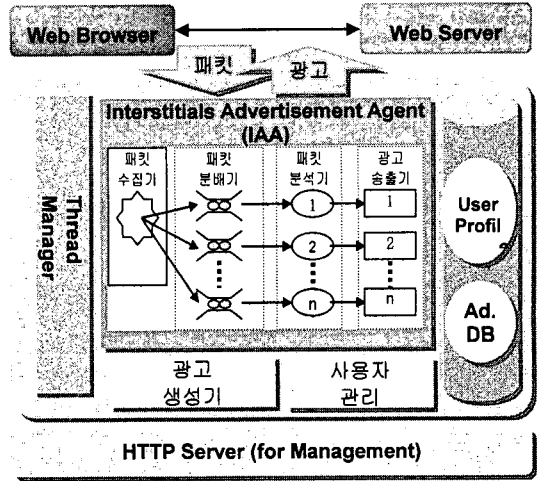 Web Browser
Web Server
패킷
광고
Interstitials Advertisement Agent
(IAA)
패킷
수집기
패킷
분배기
패킷
분석기
광고
송출기
1
1
2
2
n
n
Thread
Manager
User
Profil
Ad.
DB
광고
생성기
사용자
관리
HTTP Server (for Management)